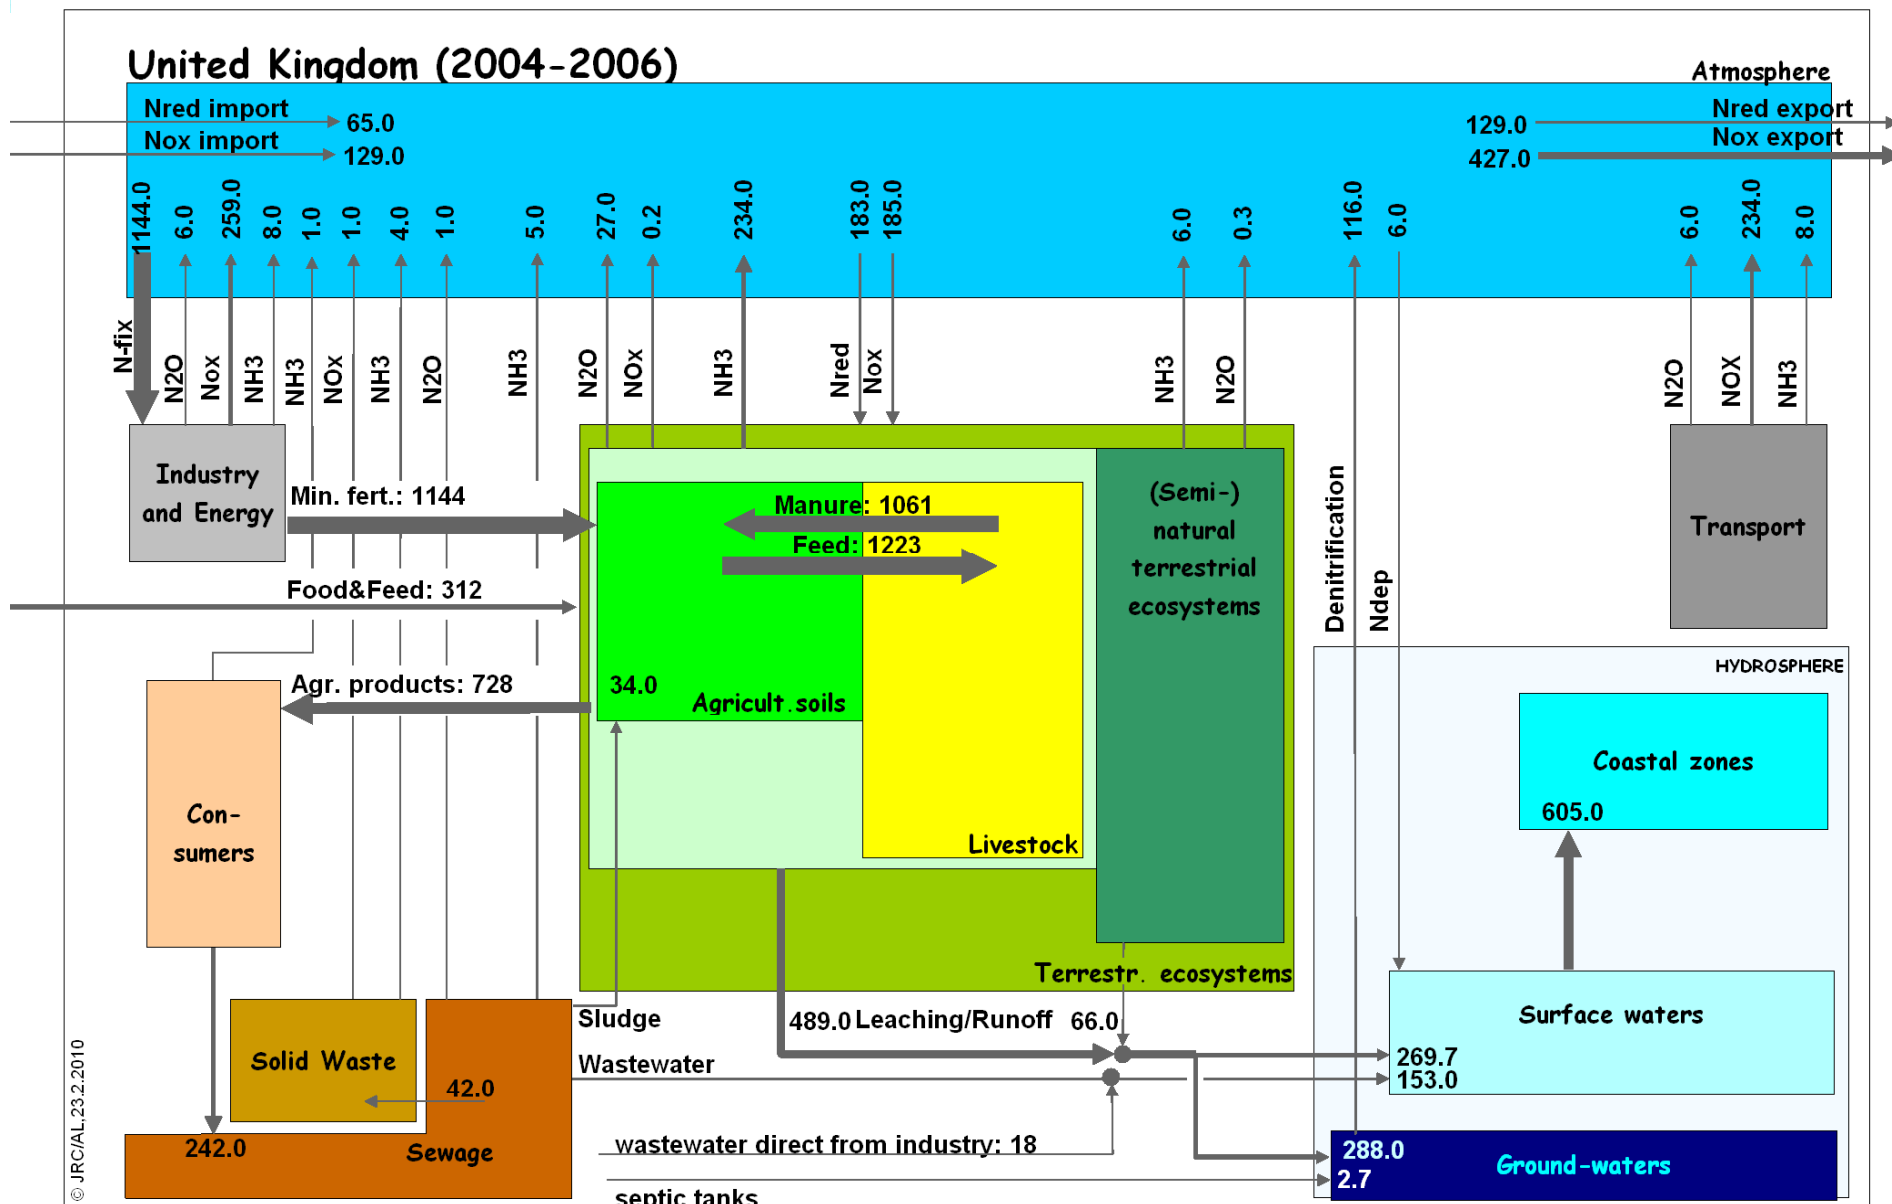 United Kingdom (2004-2006)
Atmosphere
Nred import
65.0
Nox import
129.0
129.0
Nred export
427.0
Nox export
1144.0
6.0
259.0
8.0
1.0
1.0
4.0
1.0
5.0
27.0
0.2
234.0
183.0
185.0
6.0
0.3
116.0
6.0
6.0
234.0
8.0
N-fix
N2O
Nox
NH3
NH3
NOx
NH3
N2O
NH3
N2O
NOx
NH3
Nred
Nox
NH3
N2O
Denitrification
Ndep
N2O
NOX
NH3
Industry
and Energy
Min. fert.: 1144
Manure: 1061
Feed: 1223
(Semi-)
natural
terrestrial
ecosystems
Transport
Food&Feed: 312
HYDROSPHERE
Agr. products: 728
34.0
Agricult.soils
Coastal zones
605.0
Con-
sumers
Livestock
Terrestr. ecosystems
Sludge
489.0 Leaching/Runoff 66.0
Surface waters
Solid Waste
Wastewater
269.7
153.0
42.0
242.0
Sewage
wastewater direct from industry: 18
288.0
Ground-waters
2.7
septic tanks
© JRC/AL,23.2.2010